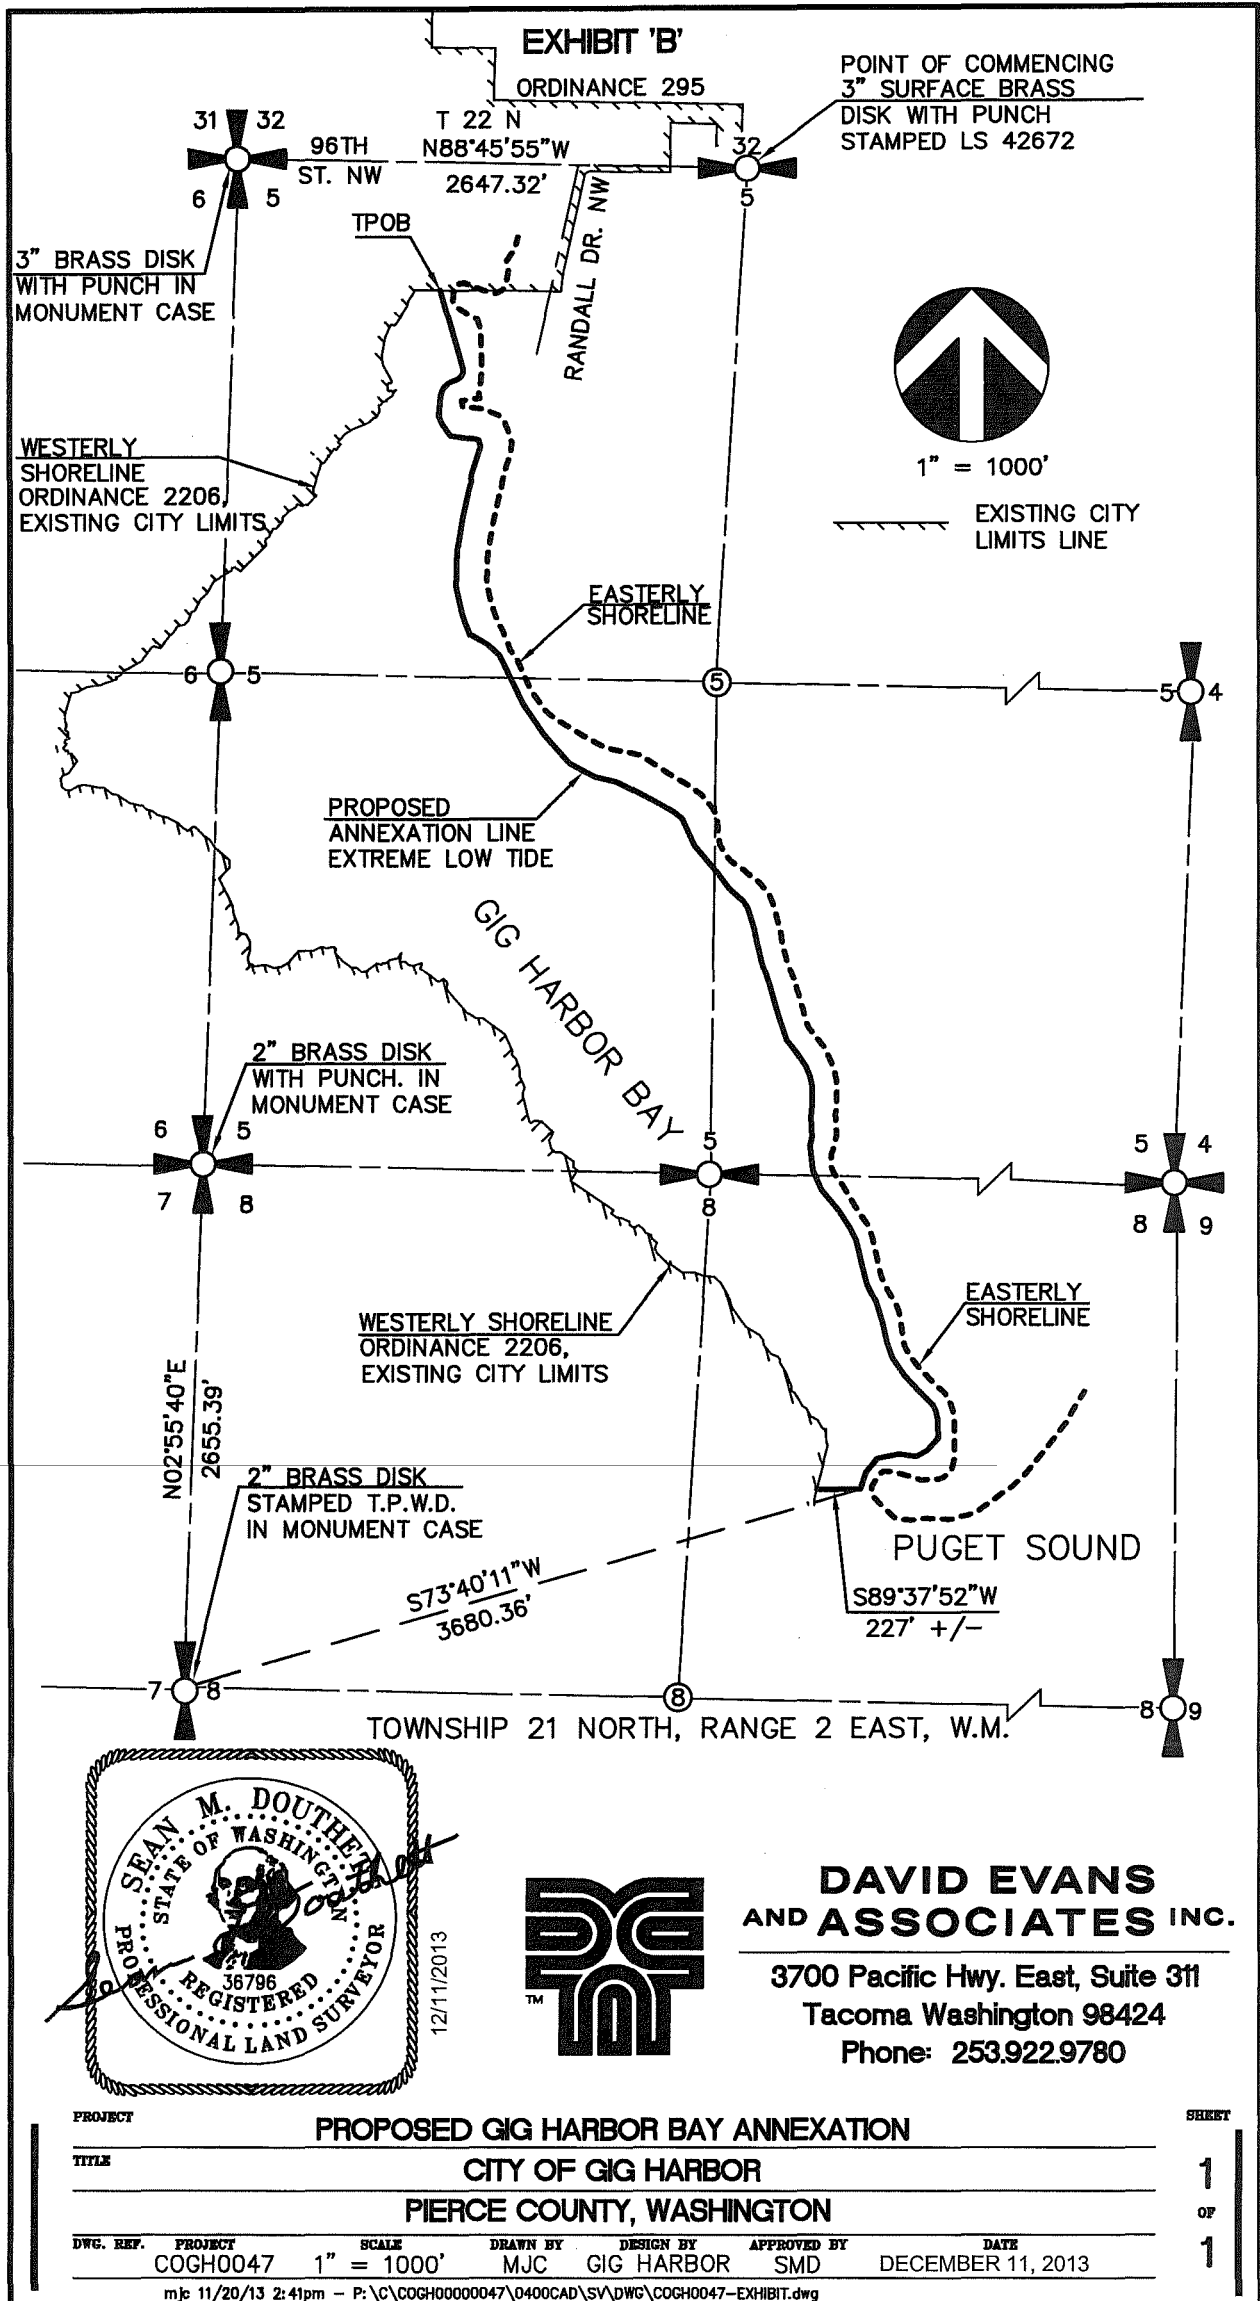 EXHIBIT 'B'
ORDINANCE 295
POINT OF COMMENCING
3" SURFACE BRASS
DISK WITH PUNCH
STAMPED LS 42672
31 32
6 5
96TH
ST. NW
T 22 N
N88°45'55"W
2647.32'
32
5
TPOB
RANDALL DR. NW
3" BRASS DISK
WITH PUNCH IN
MONUMENT CASE
1" = 1000'
EXISTING CITY
LIMITS LINE
WESTERLY
SHORELINE
ORDINANCE 2206,
EXISTING CITY LIMITS
EASTERLY
SHORELINE
6 5
5
5 4
PROPOSED
ANNEXATION LINE
EXTREME LOW TIDE
GIG HARBOR BAY
2" BRASS DISK
WITH PUNCH. IN
MONUMENT CASE
6 5
7 8
5
8
5 4
8 9
WESTERLY SHORELINE
ORDINANCE 2206,
EXISTING CITY LIMITS
EASTERLY
SHORELINE
N02°55'40"E
2655.39'
2" BRASS DISK
STAMPED T.P.W.D.
IN MONUMENT CASE
PUGET SOUND
S73°40'11"W
3680.36'
S89°37'52"W
227' +/-
7 8
8
8 9
TOWNSHIP 21 NORTH, RANGE 2 EAST, W.M.
SEAN M. DOUTHETT
STATE OF WASHINGTON
36796
REGISTERED
PROFESSIONAL LAND SURVEYOR
12/11/2013
TM
DAVID EVANS
AND ASSOCIATES INC.
3700 Pacific Hwy. East, Suite 311
Tacoma Washington 98424
Phone: 253.922.9780
PROJECT
PROPOSED GIG HARBOR BAY ANNEXATION
TITLE
CITY OF GIG HARBOR
PIERCE COUNTY, WASHINGTON
SHEET
1
OF
1
DWG. REF. PROJECT SCALE DRAWN BY DESIGN BY APPROVED BY DATE
COGH0047 1" = 1000' MJC GIG HARBOR SMD DECEMBER 11, 2013
mjc 11/20/13 2:41pm - P:\C\COGH00000047\0400CAD\SV\DWG\COGH0047-EXHIBIT.dwg